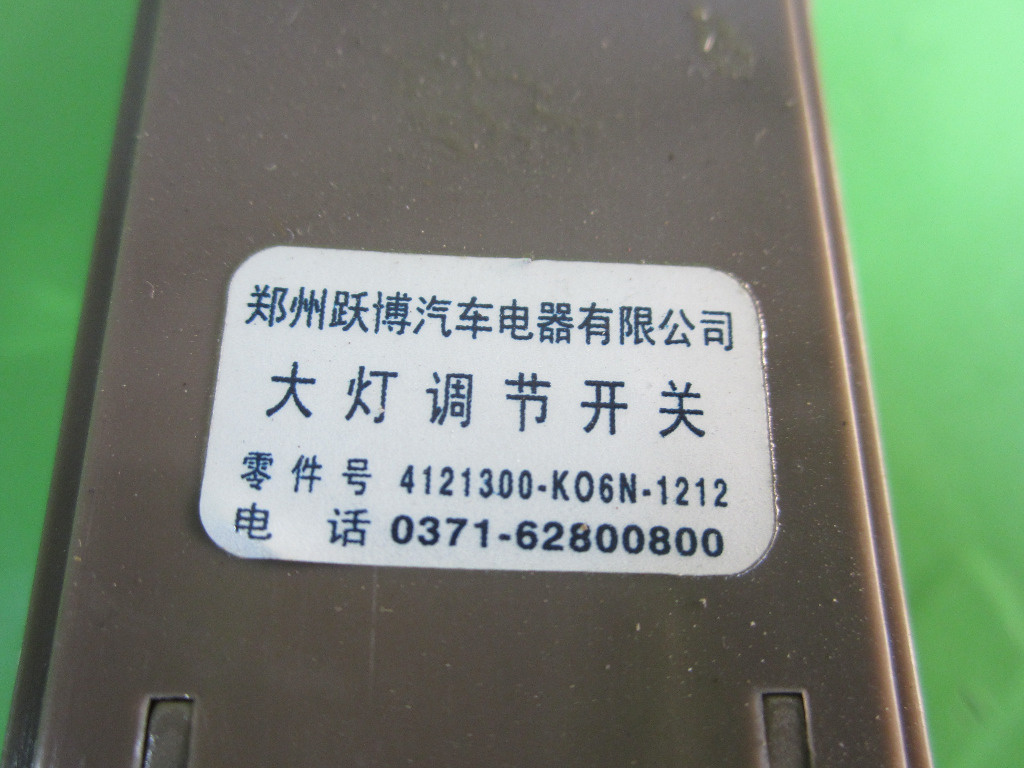 郑州跃博汽车电器有限公司
大灯调节开关
零件号 4121300-K06N-1212
电话 0371-62800800